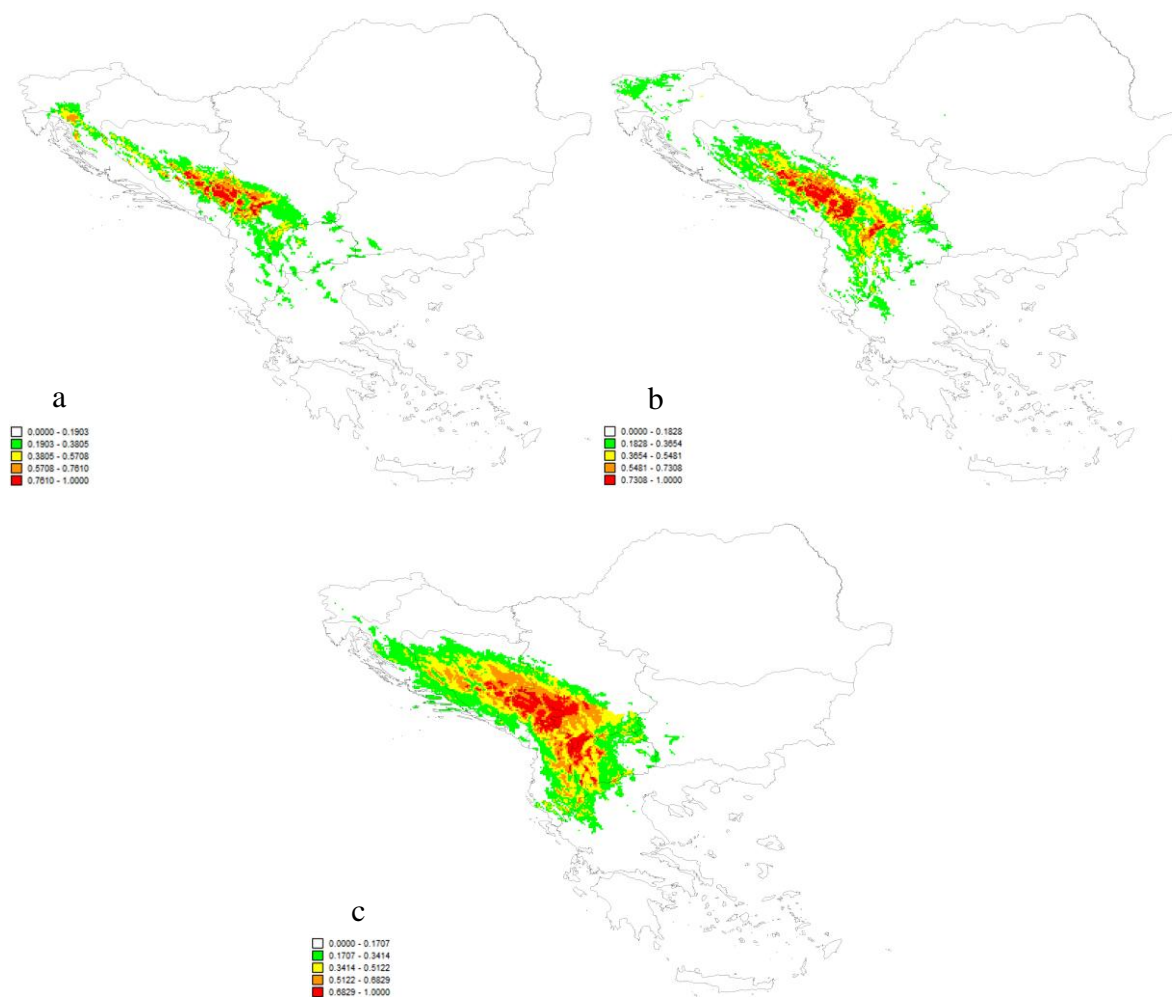 a
0.0000 - 0.1903
0.1903 - 0.3805
0.3805 - 0.5708
0.5708 - 0.7610
0.7610 - 1.0000
b
0.0000 - 0.1828
0.1828 - 0.3654
0.3654 - 0.5481
0.5481 - 0.7308
0.7308 - 1.0000
c
0.0000 - 0.1707
0.1707 - 0.3414
0.3414 - 0.5122
0.5122 - 0.6829
0.6829 - 1.0000